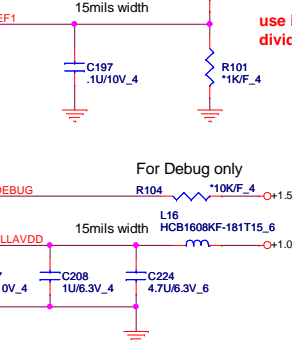 15mils width
EF1
use i
divid
C197
.1U/10V_4
R101
*1K/F_4
For Debug only
DEBUG
R104
*10K/F_4
+1.5
L16
HCB1608KF-181T15_6
LLAVDD
15mils width
+1.0
0V_4
C208
1U/6.3V_4
C224
4.7U/6.3V_6